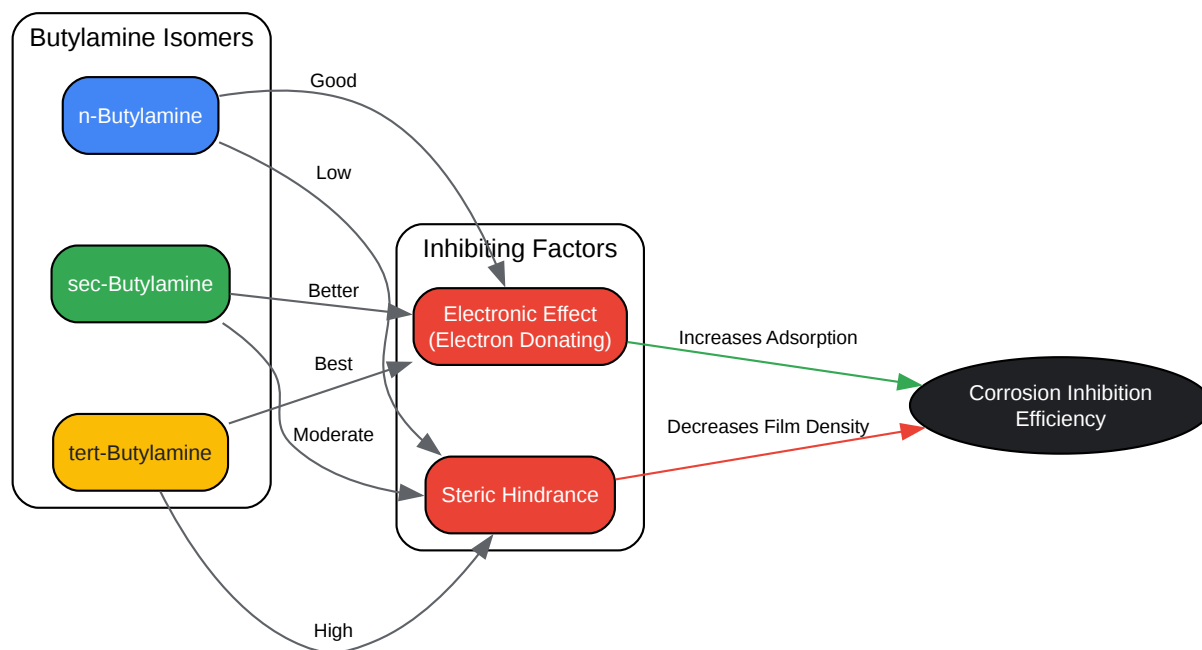 Butylamine Isomers
n-Butylamine
sec-Butylamine
tert-Butylamine
Good
Low
Better
Best
Moderate
High
Inhibiting Factors
Electronic Effect
(Electron Donating)
Steric Hindrance
Increases Adsorption
Decreases Film Density
Corrosion Inhibition
Efficiency